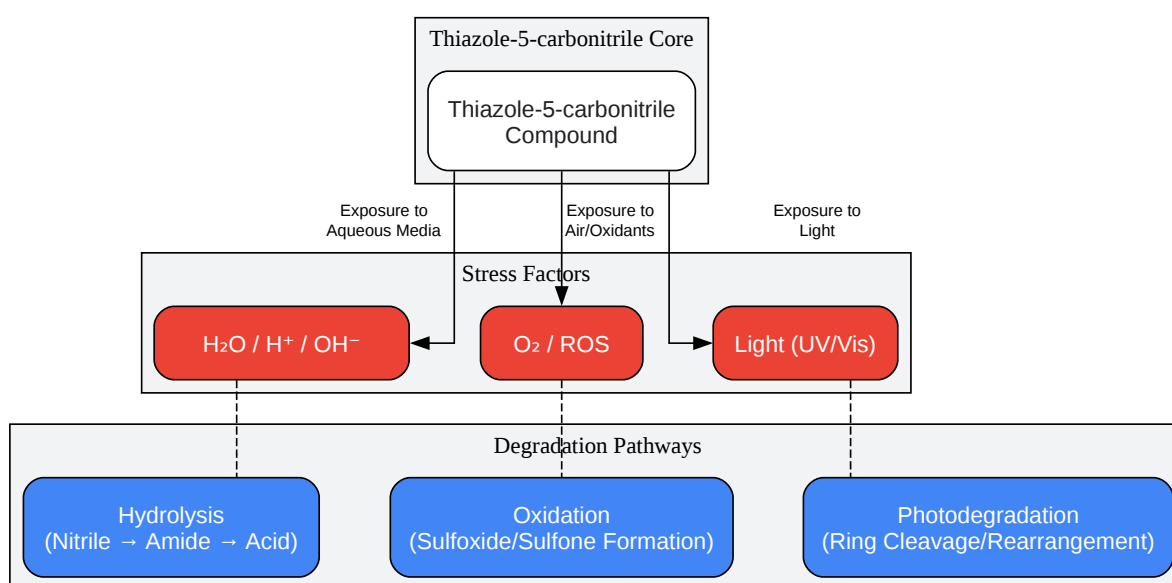 Thiazole-5-carbonitrile Core
Thiazole-5-carbonitrile
Compound
Exposure to
Aqueous Media
Exposure to
Air/Oxidants
Exposure to
Light
Stress Factors
H₂O / H⁺ / OH⁻
O₂ / ROS
Light (UV/Vis)
Degradation Pathways
Hydrolysis
(Nitrile → Amide → Acid)
Oxidation
(Sulfoxide/Sulfone Formation)
Photodegradation
(Ring Cleavage/Rearrangement)